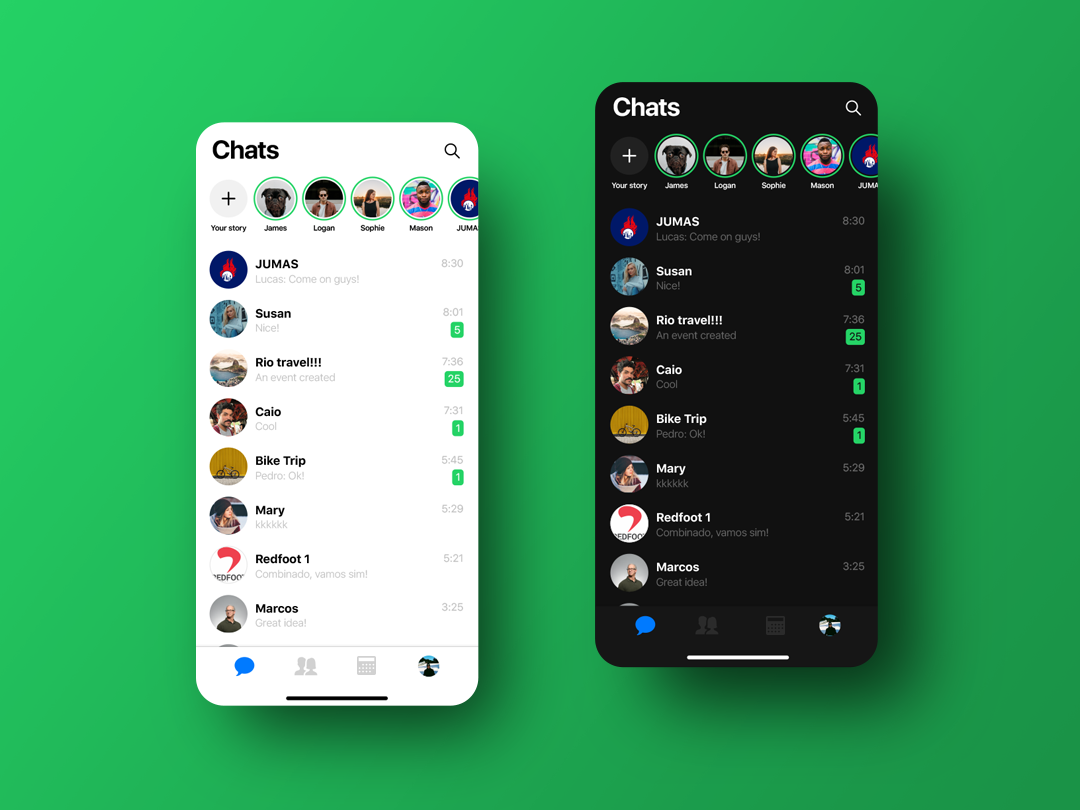 Chats
Your story James Logan Sophie Mason JUMA
JUMAS 8:30
Lucas: Come on guys!
Susan 8:01
Nice! 5
Rio travel!!! 7:36
An event created 25
Caio 7:31
Cool 1
Bike Trip 5:45
Pedro: Ok! 1
Mary 5:29
kkkkkk
Redfoot 1 5:21
Combinado, vamos sim!
REDFOO
Marcos 3:25
Great idea!
Chats
Your story James Logan Sophie Mason JUMA
JUMAS 8:30
Lucas: Come on guys!
Susan 8:01
Nice! 5
Rio travel!!! 7:36
An event created 25
Caio 7:31
Cool 1
Bike Trip 5:45
Pedro: Ok! 1
Mary 5:29
kkkkkk
Redfoot 1 5:21
Combinado, vamos sim!
REDFOO
Marcos 3:25
Great idea!